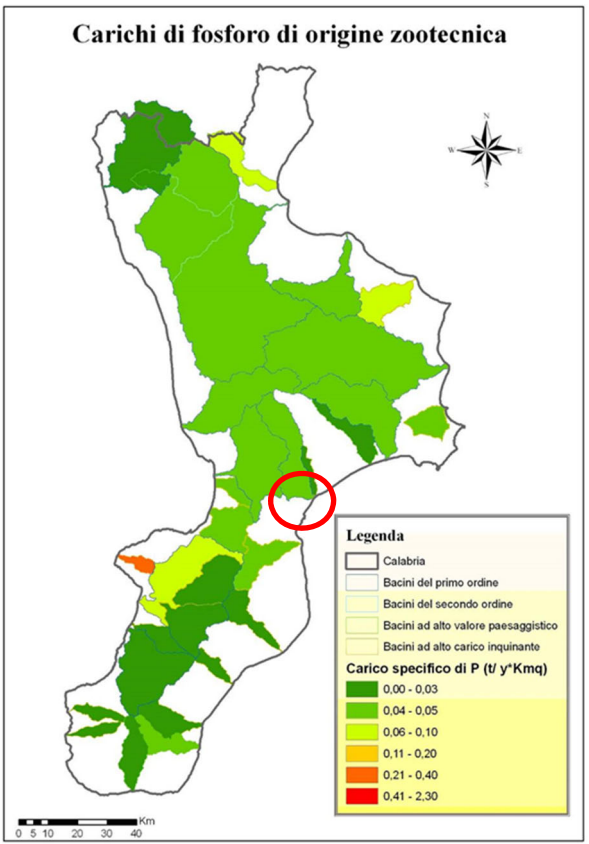 Carichi di fosforo di origine zootecnica
N
W E
S
Legenda
Calabria
Bacini del primo ordine
Bacini del secondo ordine
Bacini ad alto valore paesaggistico
Bacini ad alto carico inquinante
Carico specifico di P (t/ y*Kmq)
0,00 - 0,03
0,04 - 0,05
0,06 - 0,10
0,11 - 0,20
0,21 - 0,40
0,41 - 2,30
Km
0 5 10 20 30 40